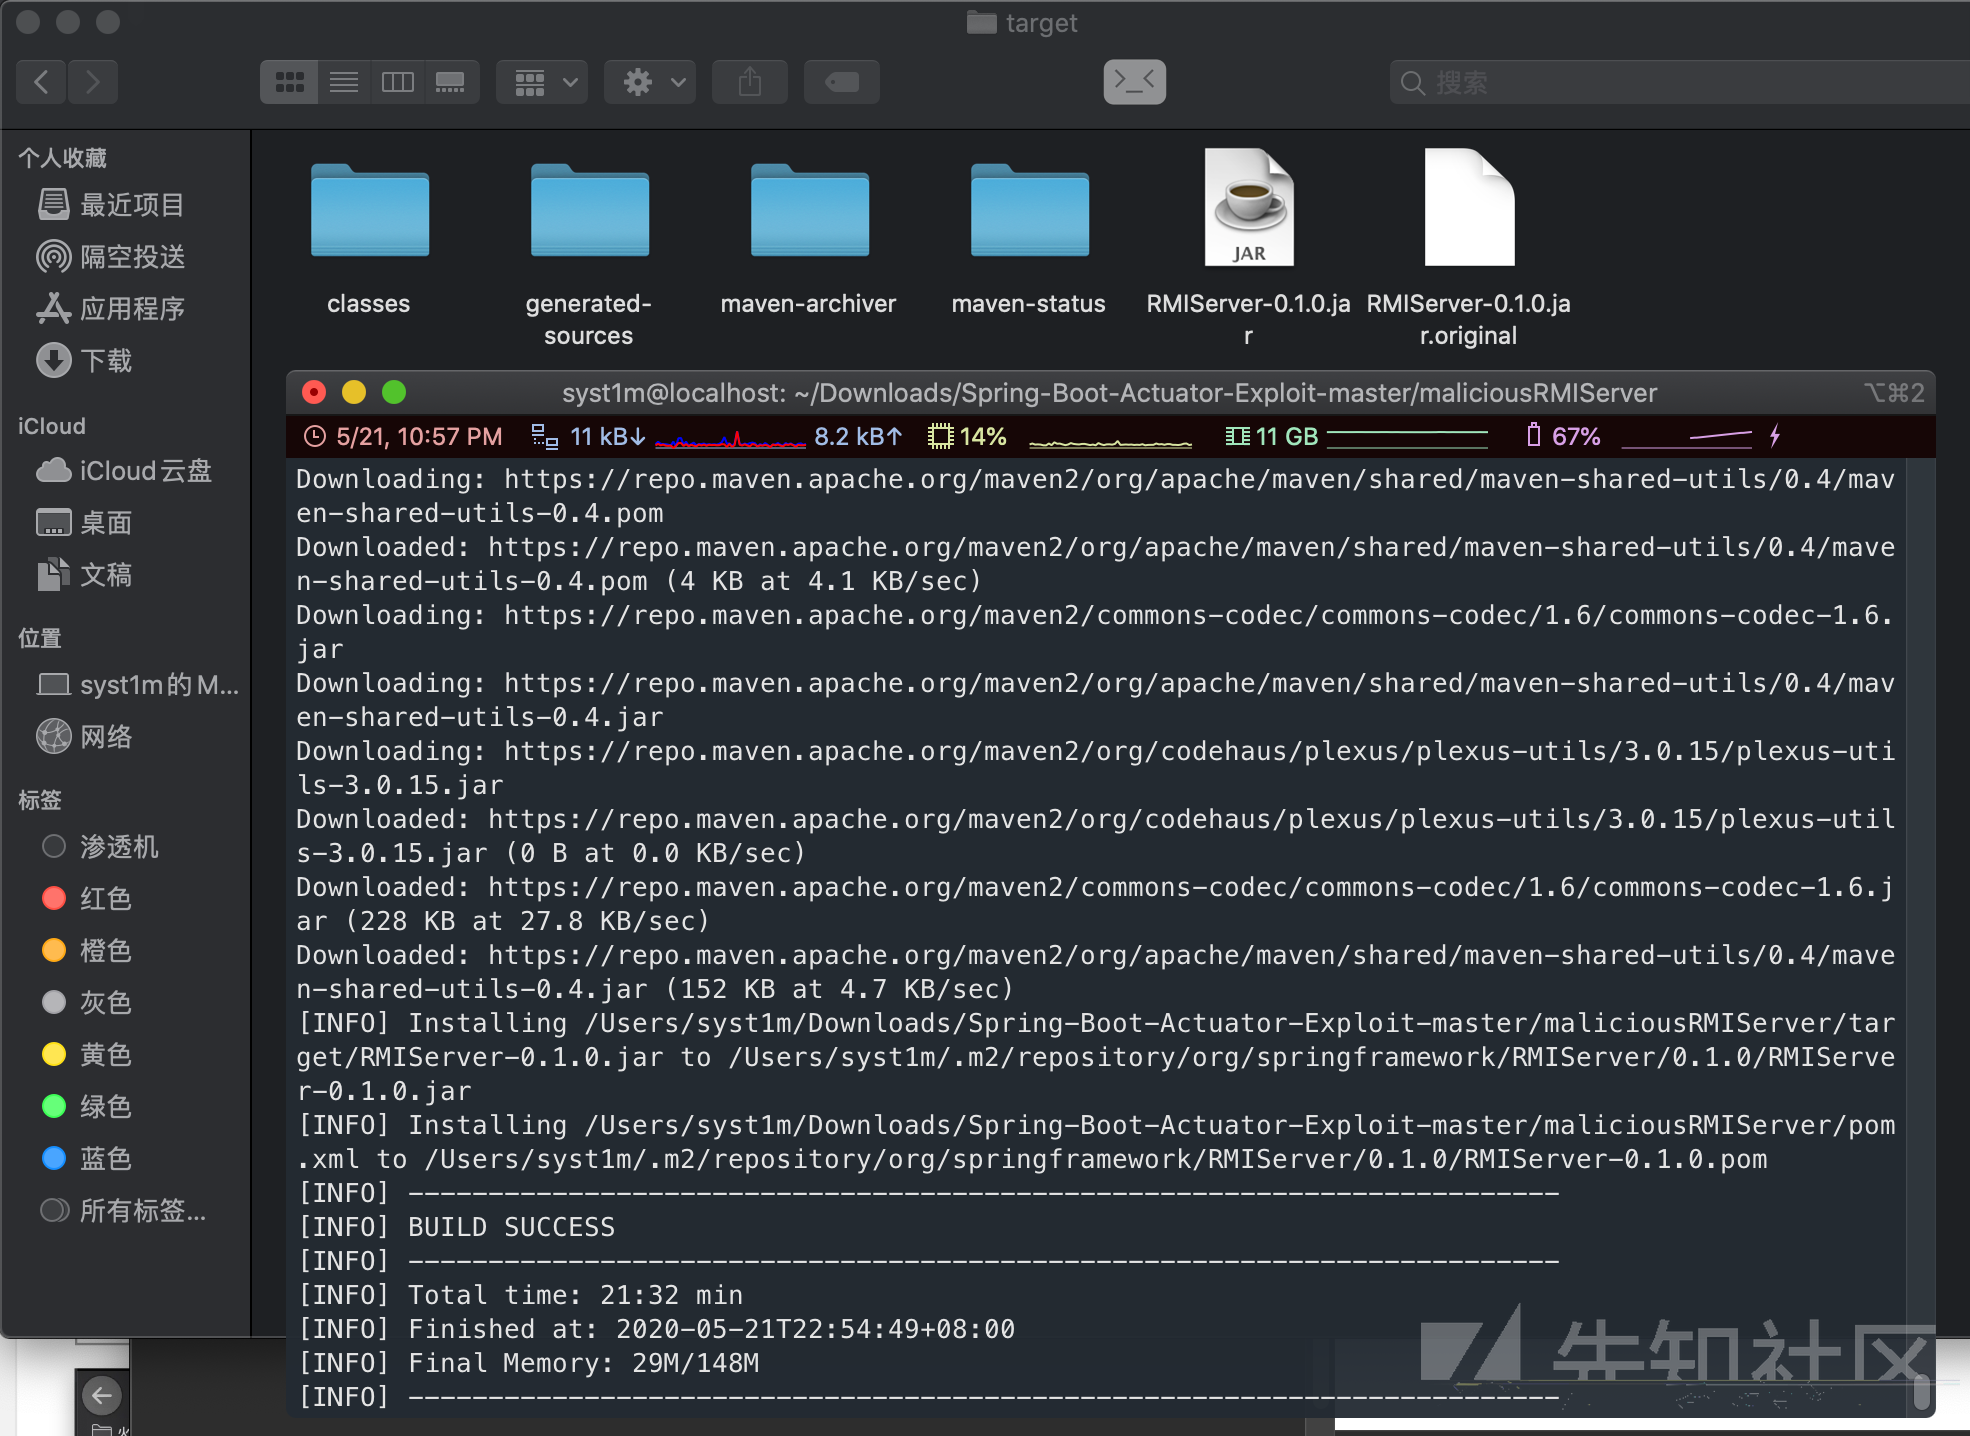 target
搜索
个人收藏
最近项目
隔空投送
应用程序
下载
iCloud
iCloud云盘
桌面
文稿
位置
syst1m的 M...
网络
标签
渗透机
红色
橙色
灰色
黄色
绿色
蓝色
所有标签...
JAR
classes
generated-
sources
maven-archiver
maven-status
RMIServer-0.1.0.ja
r
RMIServer-0.1.0.ja
r.original
syst1m@localhost: ~/Downloads/Spring-Boot-Actuator-Exploit-master/maliciousRMIServer
⌥⌘2
5/21, 10:57 PM 11 kB↓ 8.2 kB↑ 14% 11 GB 67%
Downloading: https://repo.maven.apache.org/maven2/org/apache/maven/shared/maven-shared-utils/0.4/mav
en-shared-utils-0.4.pom
Downloaded: https://repo.maven.apache.org/maven2/org/apache/maven/shared/maven-shared-utils/0.4/mave
n-shared-utils-0.4.pom (4 KB at 4.1 KB/sec)
Downloading: https://repo.maven.apache.org/maven2/commons-codec/commons-codec/1.6/commons-codec-1.6.
jar
Downloading: https://repo.maven.apache.org/maven2/org/apache/maven/shared/maven-shared-utils/0.4/mav
en-shared-utils-0.4.jar
Downloading: https://repo.maven.apache.org/maven2/org/codehaus/plexus/plexus-utils/3.0.15/plexus-uti
ls-3.0.15.jar
Downloaded: https://repo.maven.apache.org/maven2/org/codehaus/plexus/plexus-utils/3.0.15/plexus-util
s-3.0.15.jar (0 B at 0.0 KB/sec)
Downloaded: https://repo.maven.apache.org/maven2/commons-codec/commons-codec/1.6/commons-codec-1.6.j
ar (228 KB at 27.8 KB/sec)
Downloaded: https://repo.maven.apache.org/maven2/org/apache/maven/shared/maven-shared-utils/0.4/mave
n-shared-utils-0.4.jar (152 KB at 4.7 KB/sec)
[INFO] Installing /Users/syst1m/Downloads/Spring-Boot-Actuator-Exploit-master/maliciousRMIServer/tar
get/RMIServer-0.1.0.jar to /Users/syst1m/.m2/repository/org/springframework/RMIServer/0.1.0/RMIServe
r-0.1.0.jar
[INFO] Installing /Users/syst1m/Downloads/Spring-Boot-Actuator-Exploit-master/maliciousRMIServer/pom
.xml to /Users/syst1m/.m2/repository/org/springframework/RMIServer/0.1.0/RMIServer-0.1.0.pom
[INFO] ------------------------------------------------------------------------
[INFO] BUILD SUCCESS
[INFO] ------------------------------------------------------------------------
[INFO] Total time: 21:32 min
[INFO] Finished at: 2020-05-21T22:54:49+08:00
[INFO] Final Memory: 29M/148M
[INFO] ------------------------------------------------------------------------
先知社区